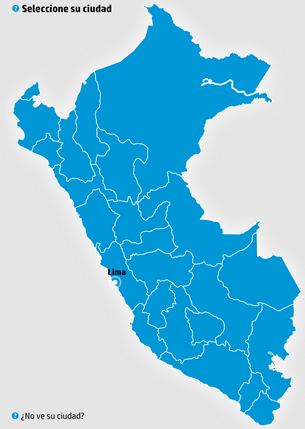 ? Seleccione su ciudad
Lima
? ¿No ve su ciudad?